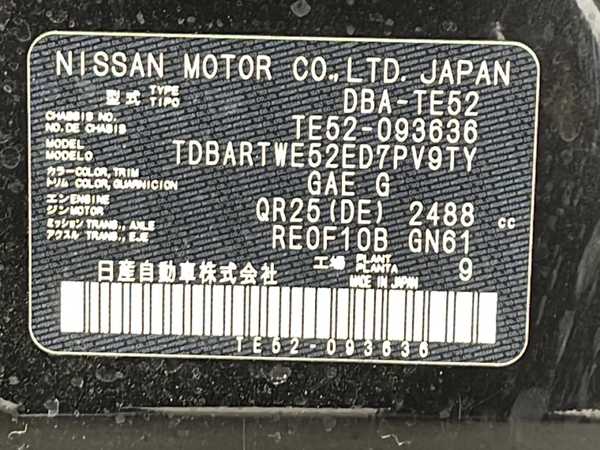 NISSAN MOTOR CO.,LTD. JAPAN
型式 TYPE TIPO DBA-TE52
CHASSIS NO. NO.DE CHASIS TE52-093636
MODEL MODELO TDBARTWE52ED7PV9TY
カラー COLOR,TRIM トリム COLOR,GUARNICION GAE G
エンジン ENGINE MOTOR QR25(DE) 2488 cc
ミッション TRANS.,AXLE アクスル TRANS.,EJE RE0F10B GN61
日産自動車株式会社 工場 PLANT PLANTA 9
MADE IN JAPAN
TE52-093636